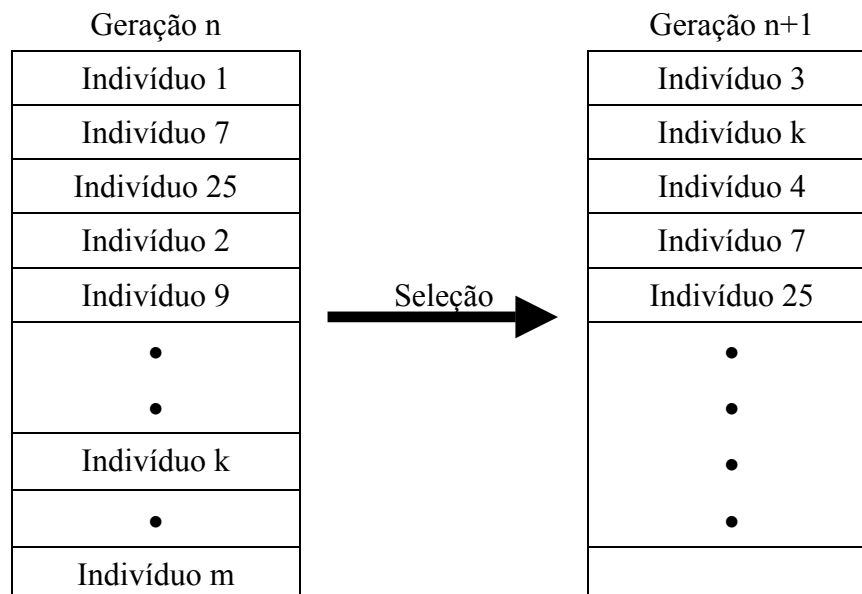 Geração n
Indivíduo 1
Indivíduo 7
Indivíduo 25
Indivíduo 2
Indivíduo 9
•
•
Indivíduo k
•
Indivíduo m
Seleção
Geração n+1
Indivíduo 3
Indivíduo k
Indivíduo 4
Indivíduo 7
Indivíduo 25
•
•
•
•